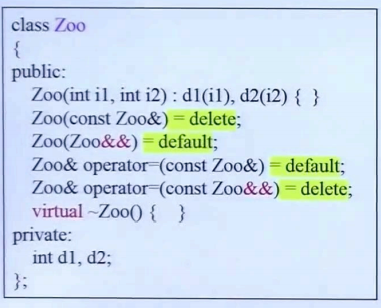 class Zoo
{
public:
Zoo(int i1, int i2) : d1(i1), d2(i2) { }
Zoo(const Zoo&) = delete;
Zoo(Zoo&&) = default;
Zoo& operator=(const Zoo&) = default;
Zoo& operator=(const Zoo&&) = delete;
virtual ~Zoo() { }
private:
int d1, d2;
};